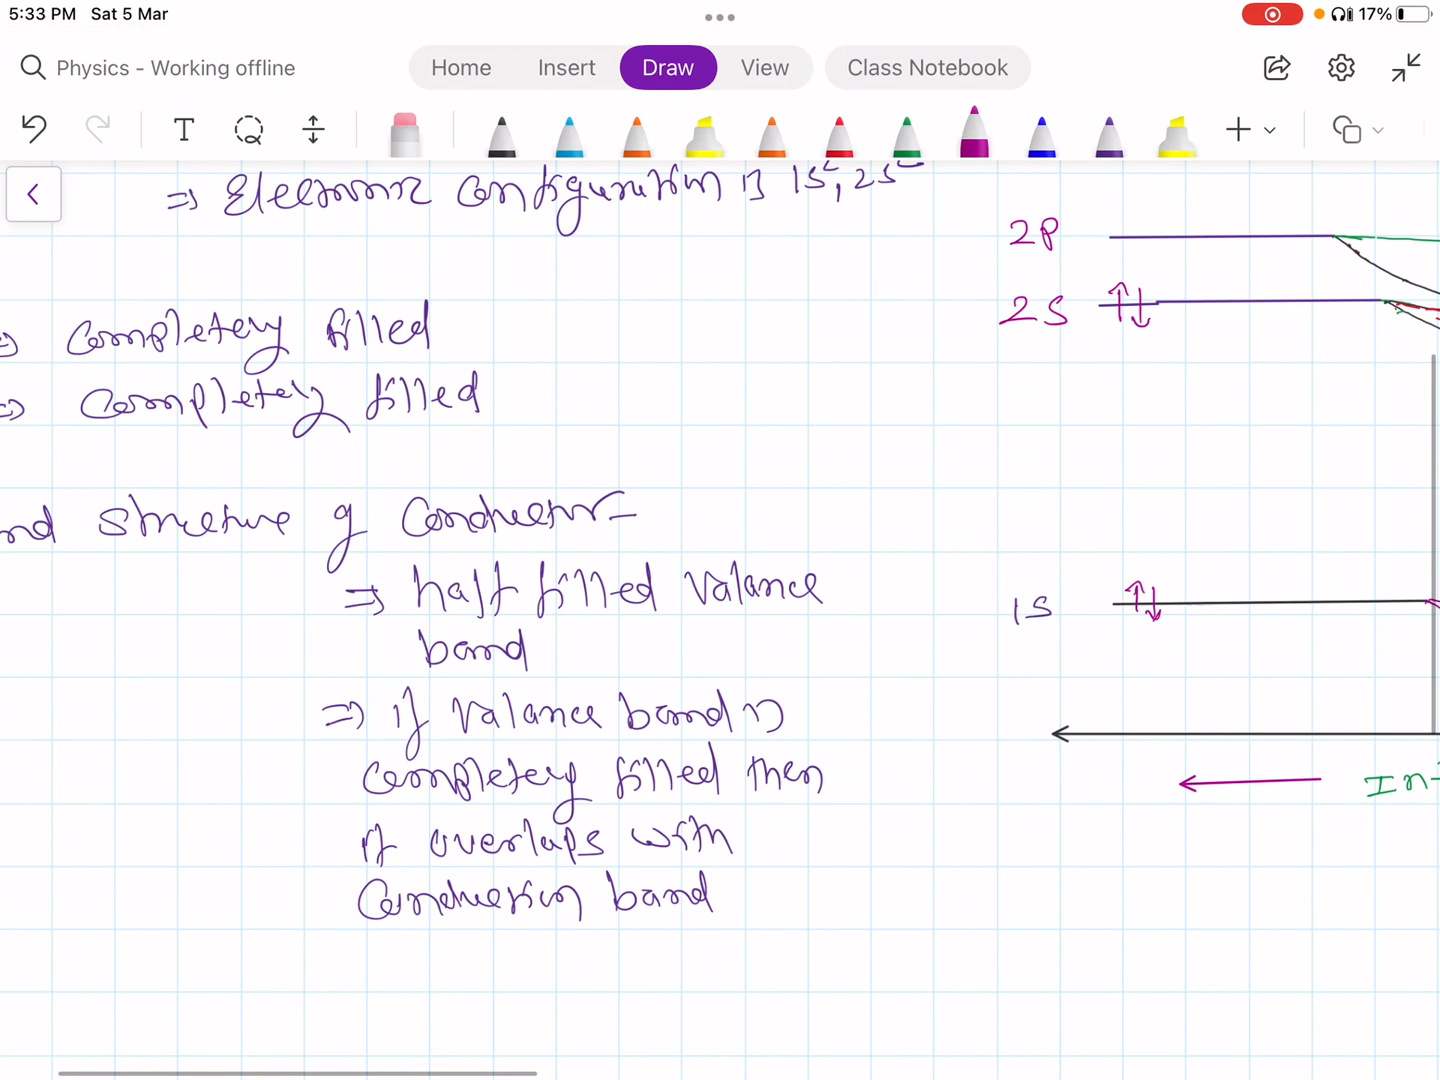 5:33 PM Sat 5 Mar
17%
Physics - Working offline
Home Insert Draw View Class Notebook
T
⇒ Electronic Configuration is 1S², 2S²
2P
⇒ Completely filled
2S ↑↓
⇒ Completely filled
nd structure of Conductor-
⇒ half filled Valance
1S ↑↓
band
⇒ if Valance band is
Completely filled then
In-
it overlaps with
Conduction band